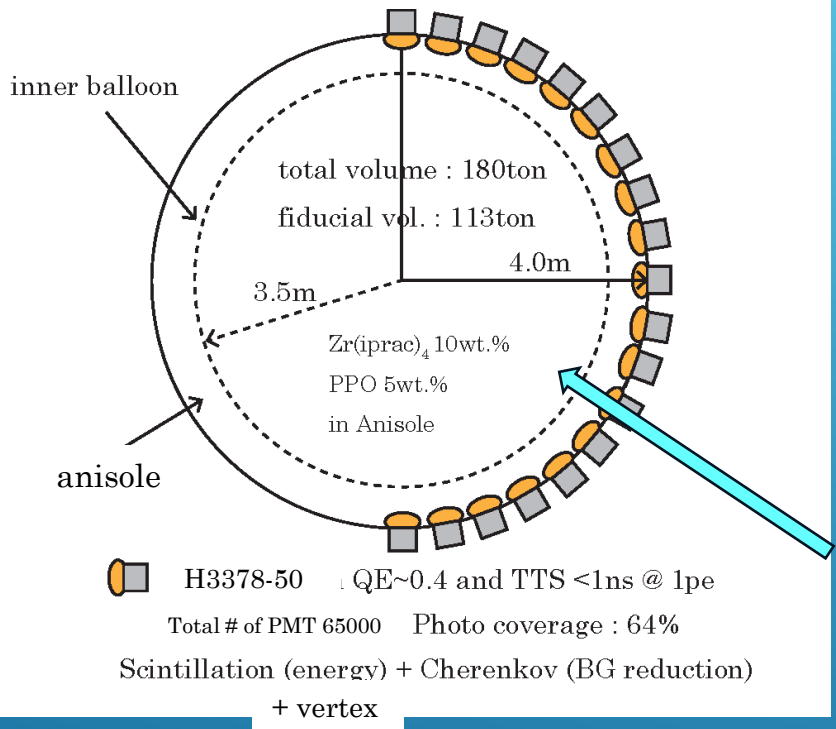 inner balloon
total volume : 180ton
fiducial vol. : 113ton
4.0m
3.5m
Zr(iprac)₄ 10wt.%
PPO 5wt.%
in Anisole
anisole
H3378-50 QE~0.4 and TTS <1ns @ 1pe
Total # of PMT 65000 Photo coverage : 64%
Scintillation (energy) + Cherenkov (BG reduction)
+ vertex